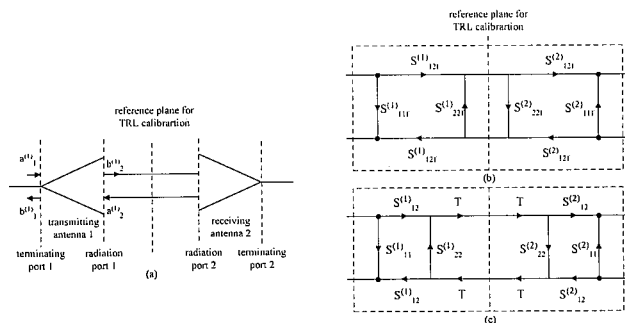 reference plane for
TRL calibrartion
a(1)1
b(1)2
b(1)1
a(1)2
transmitting
antenna 1
receiving
antenna 2
terminating
port 1
radiation
port 1
radiation
port 2
terminating
port 2
(a)
reference plane for
TRL calibrartion
S(1)12f
S(2)12f
S(1)11f
S(1)22f
S(2)22f
S(2)11f
S(1)12f
S(2)12f
(b)
S(1)12
T
T
S(2)12
S(1)11
S(1)22
S(2)22
S(2)11
S(1)12
T
T
S(2)12
(c)